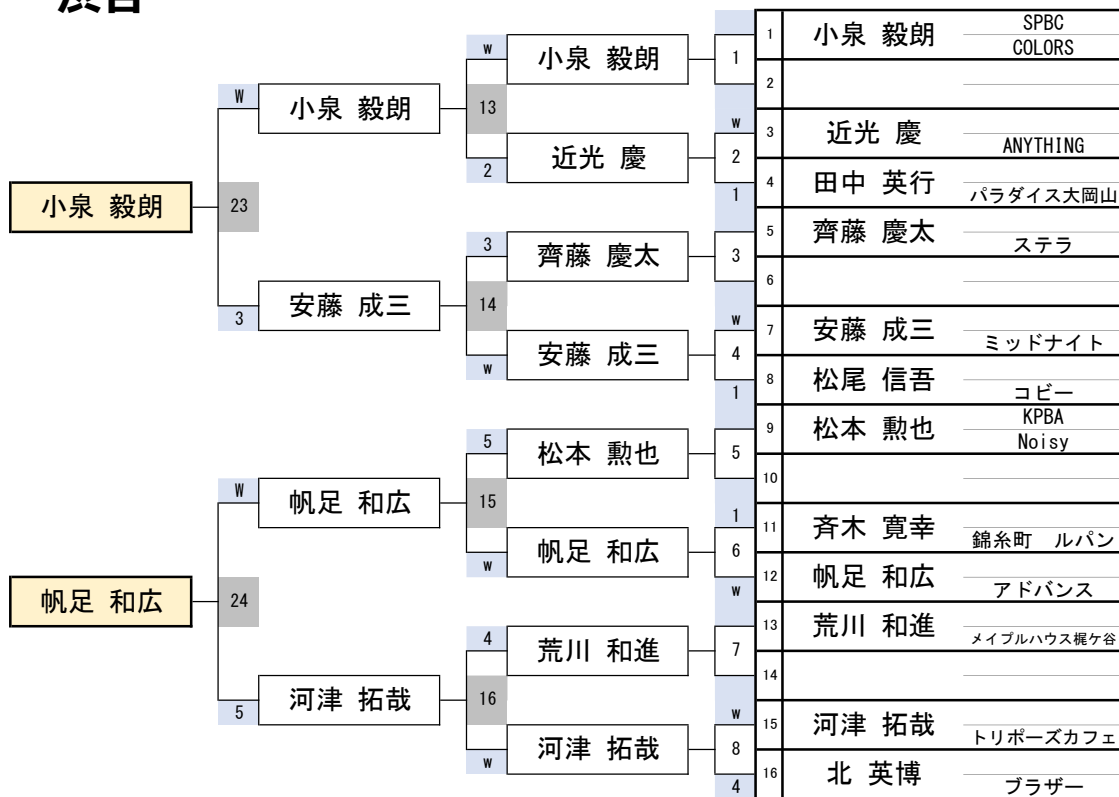 渋谷
1 小泉 毅朗 SPBC
COLORS
2
3 近光 慶 ANYTHING
4 田中 英行 パラダイス大岡山
5 齊藤 慶太 ステラ
6
7 安藤 成三 ミッドナイト
8 松尾 信吾 コビー
9 松本 勲也 KPBA
Noisy
10
11 斉木 寛幸 錦糸町 ルパン
12 帆足 和広 アドバンス
13 荒川 和進 メイプルハウス梶ケ谷
14
15 河津 拓哉 トリポーズカフェ
16 北 英博 ブラザー
1
W
2
1
3
W
4
1
5
1
6
W
7
W
8
4
W 小泉 毅朗
13
2 近光 慶
3 齊藤 慶太
14
W 安藤 成三
5 松本 勲也
15
W 帆足 和広
4 荒川 和進
16
W 河津 拓哉
W 小泉 毅朗
23
3 安藤 成三
W 帆足 和広
24
5 河津 拓哉
小泉 毅朗
帆足 和広